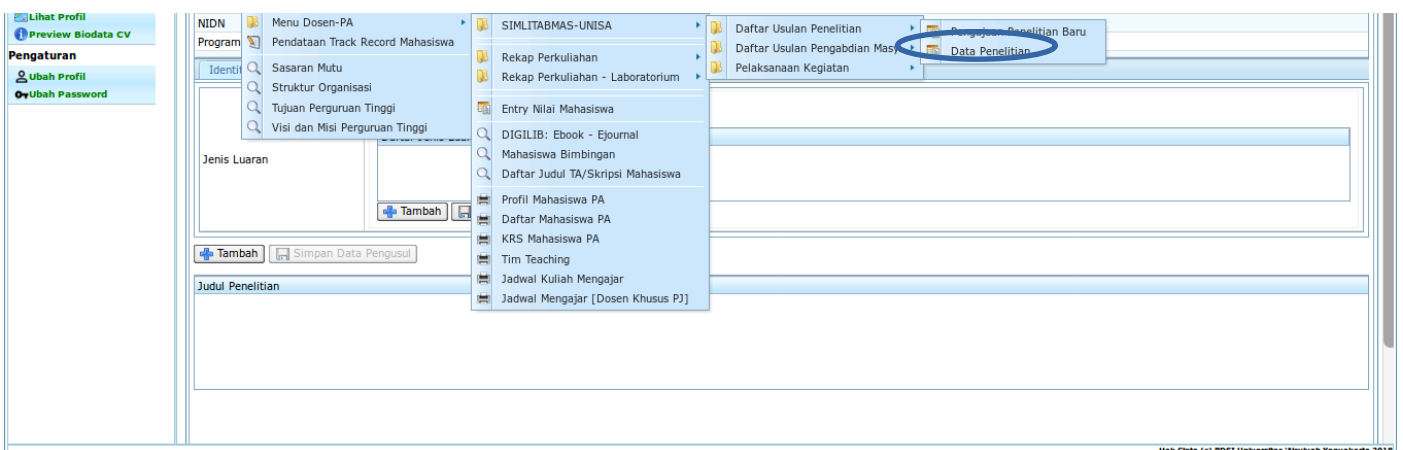 Lihat Profil
Preview Biodata CV
Pengaturan
Ubah Profil
Ubah Password
NIDN
Program
Identi
Menu Dosen-PA
Pendataan Track Record Mahasiswa
Sasaran Mutu
Struktur Organisasi
Tujuan Perguruan Tinggi
Visi dan Misi Perguruan Tinggi
SIMLITABMAS-UNISA
Rekap Perkuliahan
Rekap Perkuliahan - Laboratorium
Entry Nilai Mahasiswa
DIGILIB: Ebook - Ejournal
Mahasiswa Bimbingan
Daftar Judul TA/Skripsi Mahasiswa
Profil Mahasiswa PA
Daftar Mahasiswa PA
KRS Mahasiswa PA
Tim Teaching
Jadwal Kuliah Mengajar
Jadwal Mengajar [Dosen Khusus PJ]
Daftar Usulan Penelitian
Daftar Usulan Pengabdian Masy
Pelaksanaan Kegiatan
Pengajuan Penelitian Baru
Data Penelitian
Jenis Luaran
Tambah
Tambah
Simpan Data Pengusul
Judul Penelitian